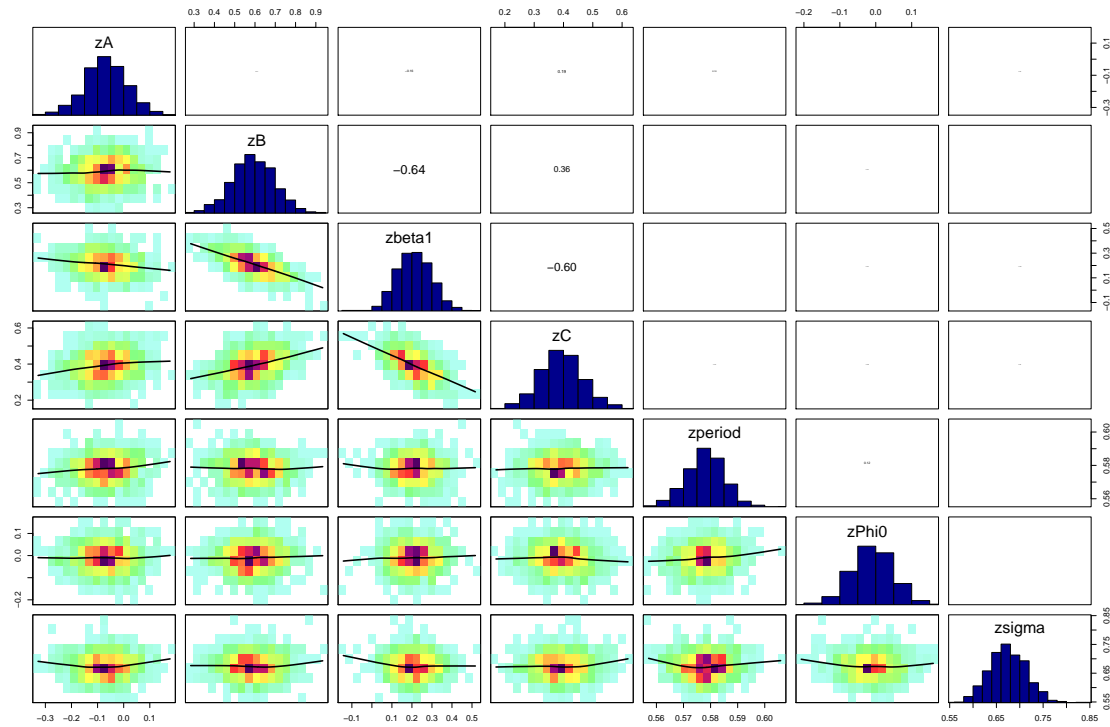 0.3 0.4 0.5 0.6 0.7 0.8 0.9
0.2 0.3 0.4 0.5 0.6
−0.2 0.0 0.1
zA
0.19
−0.3 −0.1 0.1
0.3 0.5 0.7 0.9
zB
−0.64
0.36
zbeta1
−0.60
−0.1 0.1 0.3 0.5
0.2 0.4 0.6
zC
zperiod
0.56 0.58 0.60
−0.2 0.0 0.1
zPhi0
zsigma
0.55 0.65 0.75 0.85
−0.3 −0.2 −0.1 0.0 0.1
−0.1 0.0 0.1 0.2 0.3 0.4 0.5
0.56 0.57 0.58 0.59 0.60
0.55 0.65 0.75 0.85